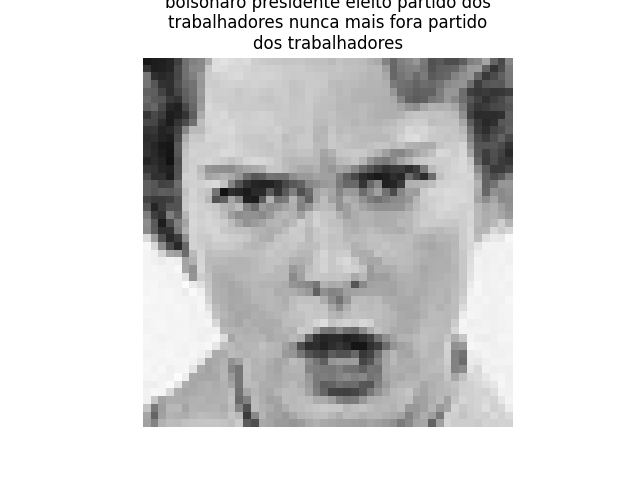 bolsonaro presidente eleito partido dos
trabalhadores nunca mais fora partido
dos trabalhadores